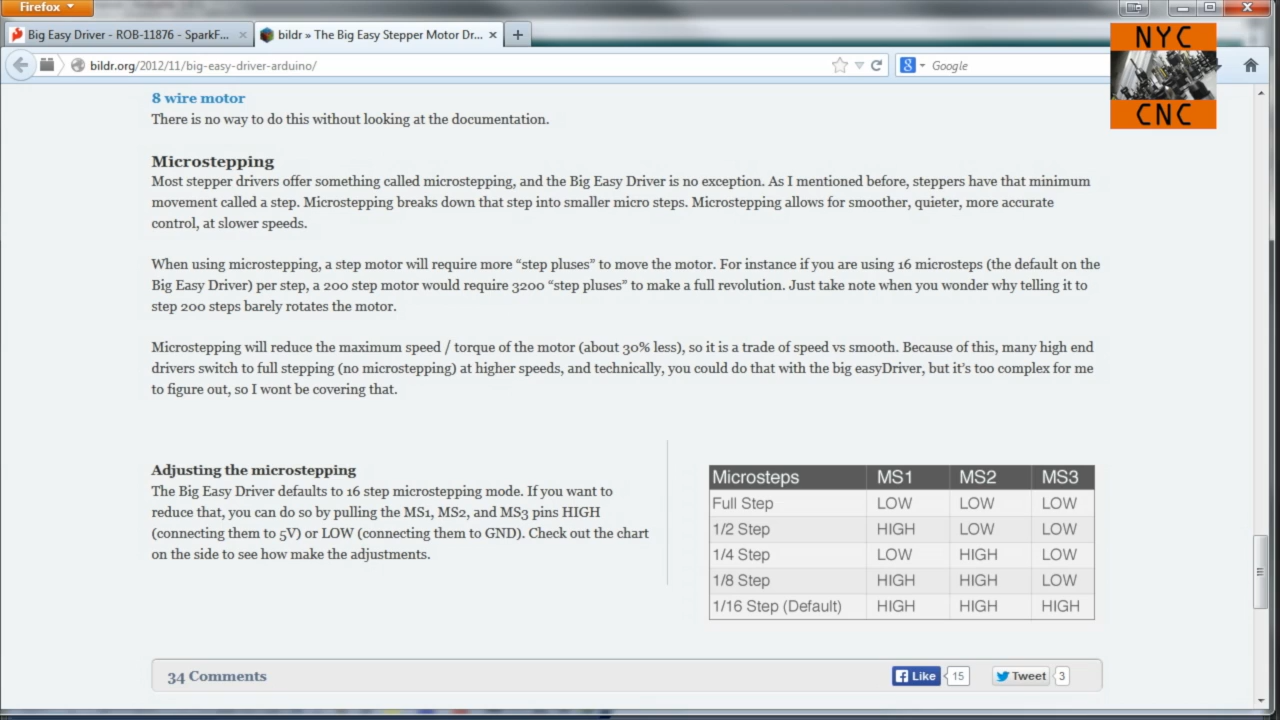 Firefox
Big Easy Driver - ROB-11876 - SparkF...
bildr » The Big Easy Stepper Motor Dr...
bildr.org/2012/11/big-easy-driver-arduino/
Google
NYC
CNC
8 wire motor
There is no way to do this without looking at the documentation.
Microstepping
Most stepper drivers offer something called microstepping, and the Big Easy Driver is no exception. As I mentioned before, steppers have that minimum
movement called a step. Microstepping breaks down that step into smaller micro steps. Microstepping allows for smoother, quieter, more accurate
control, at slower speeds.
When using microstepping, a step motor will require more “step pluses” to move the motor. For instance if you are using 16 microsteps (the default on the
Big Easy Driver) per step, a 200 step motor would require 3200 “step pluses” to make a full revolution. Just take note when you wonder why telling it to
step 200 steps barely rotates the motor.
Microstepping will reduce the maximum speed / torque of the motor (about 30% less), so it is a trade of speed vs smooth. Because of this, many high end
drivers switch to full stepping (no microstepping) at higher speeds, and technically, you could do that with the big easyDriver, but it’s too complex for me
to figure out, so I wont be covering that.
Adjusting the microstepping
The Big Easy Driver defaults to 16 step microstepping mode. If you want to
reduce that, you can do so by pulling the MS1, MS2, and MS3 pins HIGH
(connecting them to 5V) or LOW (connecting them to GND). Check out the chart
on the side to see how make the adjustments.
Microsteps MS1 MS2 MS3
Full Step LOW LOW LOW
1/2 Step HIGH LOW LOW
1/4 Step LOW HIGH LOW
1/8 Step HIGH HIGH LOW
1/16 Step (Default) HIGH HIGH HIGH
34 Comments
Like 15 Tweet 3